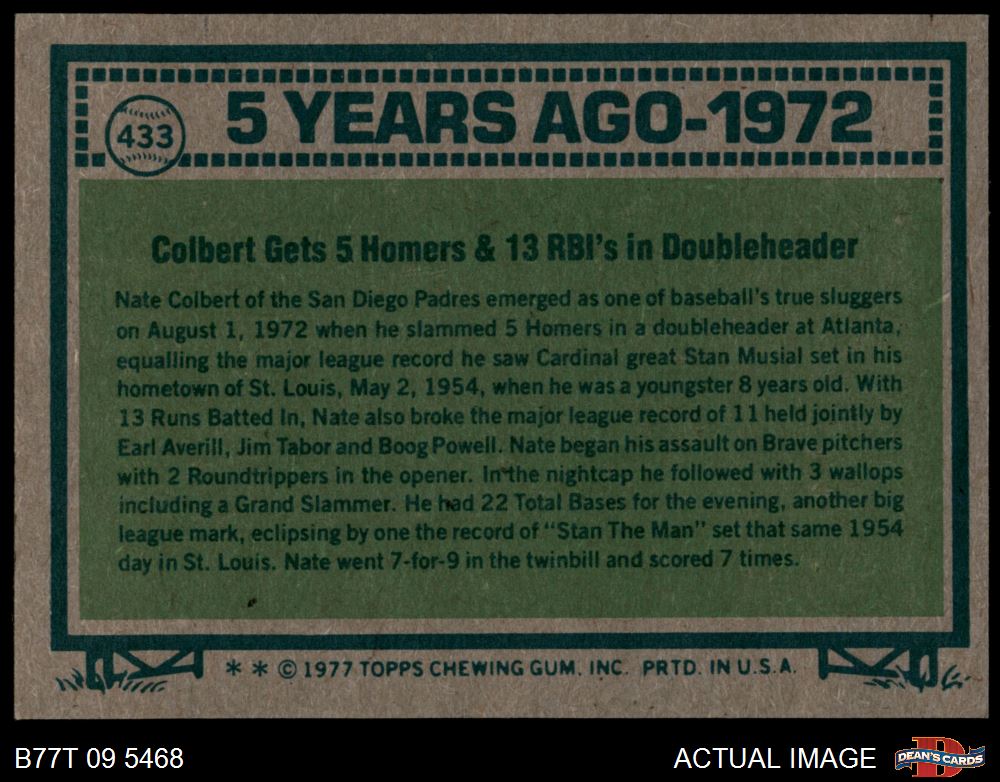 433
5 YEARS AGO-1972
Colbert Gets 5 Homers & 13 RBI's in Doubleheader
Nate Colbert of the San Diego Padres emerged as one of baseball's true sluggers
on August 1, 1972 when he slammed 5 Homers in a doubleheader at Atlanta,
equalling the major league record he saw Cardinal great Stan Musial set in his
hometown of St. Louis, May 2, 1954, when he was a youngster 8 years old. With
13 Runs Batted In, Nate also broke the major league record of 11 held jointly by
Earl Averill, Jim Tabor and Boog Powell. Nate began his assault on Brave pitchers
with 2 Roundtrippers in the opener. In the nightcap he followed with 3 wallops
including a Grand Slammer. He had 22 Total Bases for the evening, another big
league mark, eclipsing by one the record of "Stan The Man" set that same 1954
day in St. Louis. Nate went 7-for-9 in the twinbill and scored 7 times.
* * © 1977 TOPPS CHEWING GUM, INC. PRTD. IN U.S.A.
B77T 09 5468
ACTUAL IMAGE
D
DEAN'S CARDS